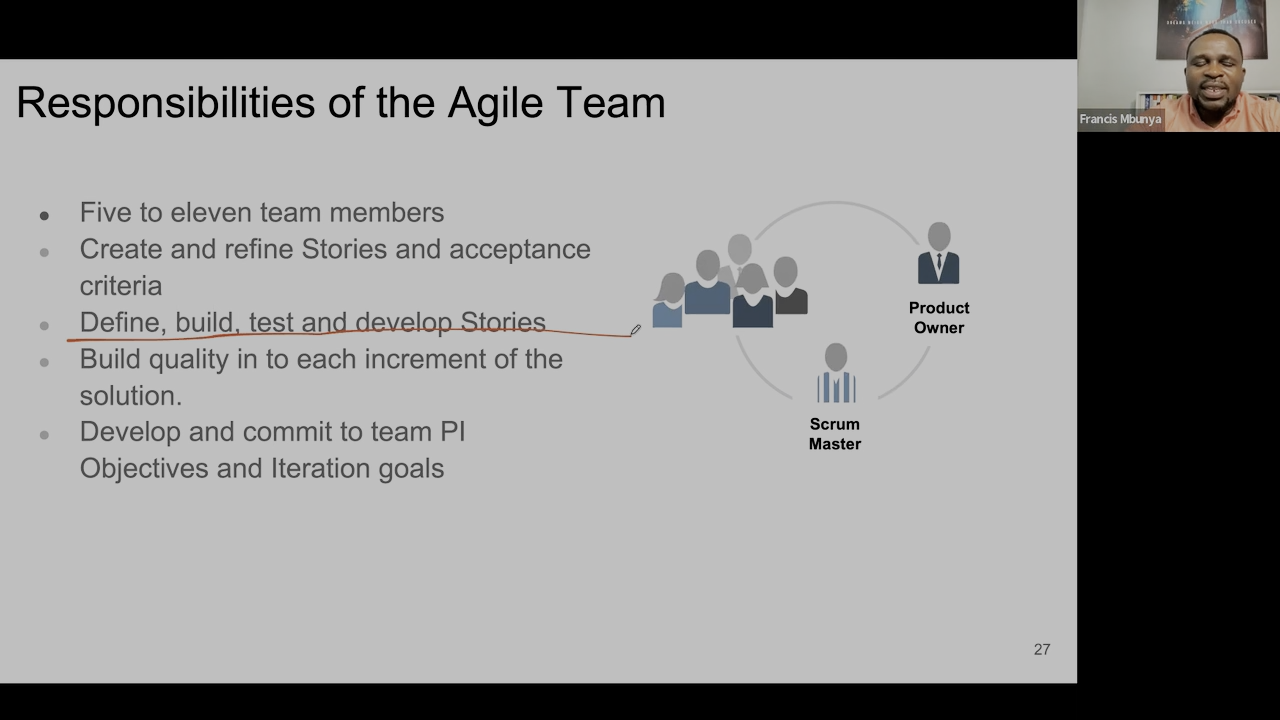 Responsibilities of the Agile Team
Five to eleven team members
Create and refine Stories and acceptance
criteria
Define, build, test and develop Stories
Build quality in to each increment of the
solution.
Develop and commit to team PI
Objectives and Iteration goals
Product
Owner
Scrum
Master
27
Francis Mbunya